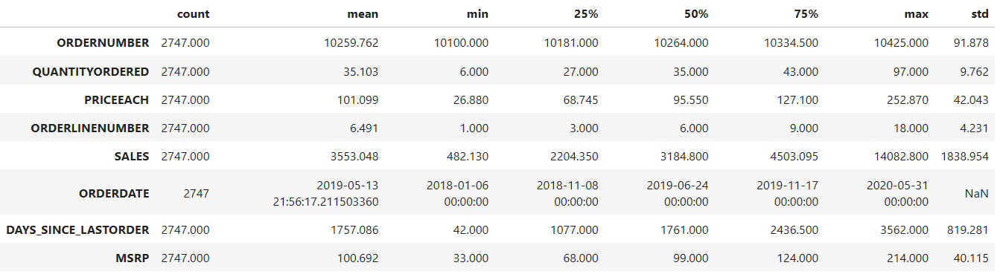 count mean min 25% 50% 75% max std
ORDERNUMBER 2747.000 10259.762 10100.000 10181.000 10264.000 10334.500 10425.000 91.878
QUANTITYORDERED 2747.000 35.103 6.000 27.000 35.000 43.000 97.000 9.762
PRICEEACH 2747.000 101.099 26.880 68.745 95.550 127.100 252.870 42.043
ORDERLINENUMBER 2747.000 6.491 1.000 3.000 6.000 9.000 18.000 4.231
SALES 2747.000 3553.048 482.130 2204.350 3184.800 4503.095 14082.800 1838.954
ORDERDATE 2747 2019-05-13 2018-01-06 2018-11-08 2019-06-24 2019-11-17 2020-05-31 NaN
21:56:17.211503360 00:00:00 00:00:00 00:00:00 00:00:00 00:00:00
DAYS_SINCE_LASTORDER 2747.000 1757.086 42.000 1077.000 1761.000 2436.500 3562.000 819.281
MSRP 2747.000 100.692 33.000 68.000 99.000 124.000 214.000 40.115